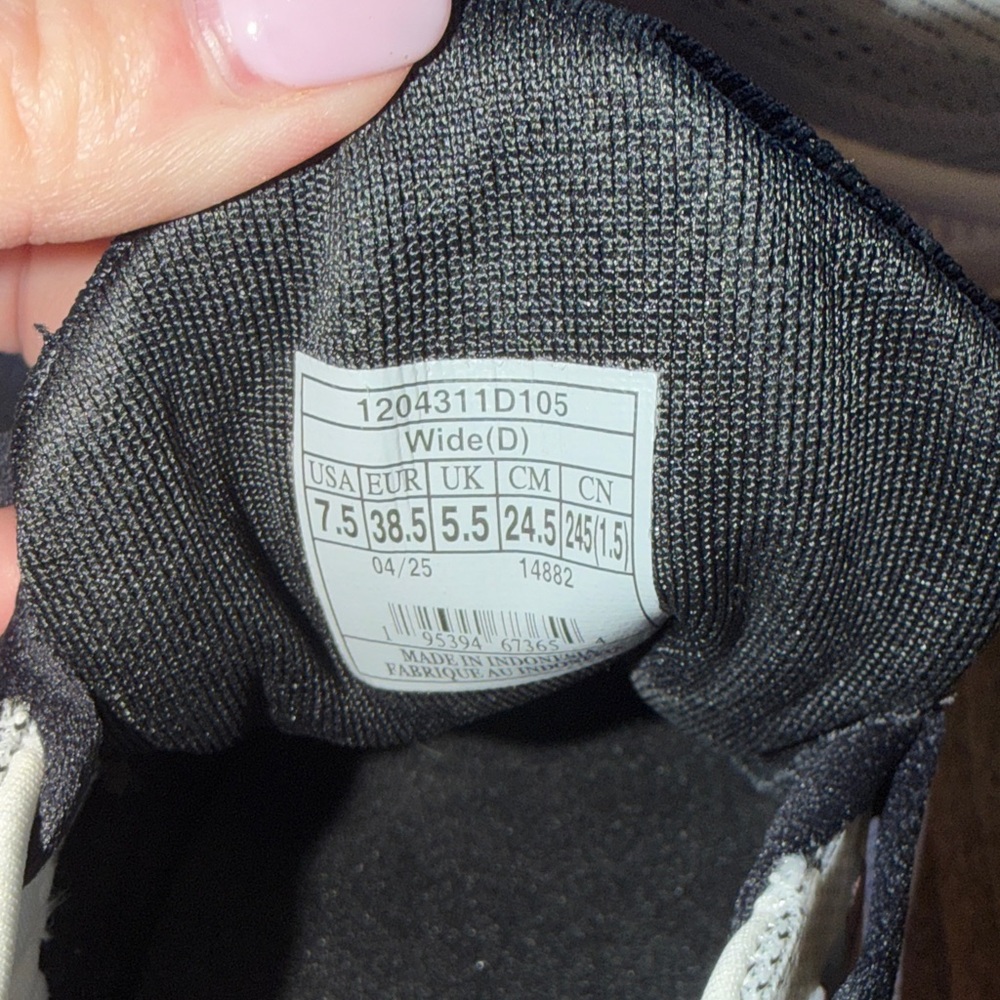 1204311D105
Wide(D)
USA EUR UK CM CN
7.5 38.5 5.5 24.5 245(1.5)
04/25 14882
1 95394 67365
MADE IN INDONESIA
FABRIQUE AU